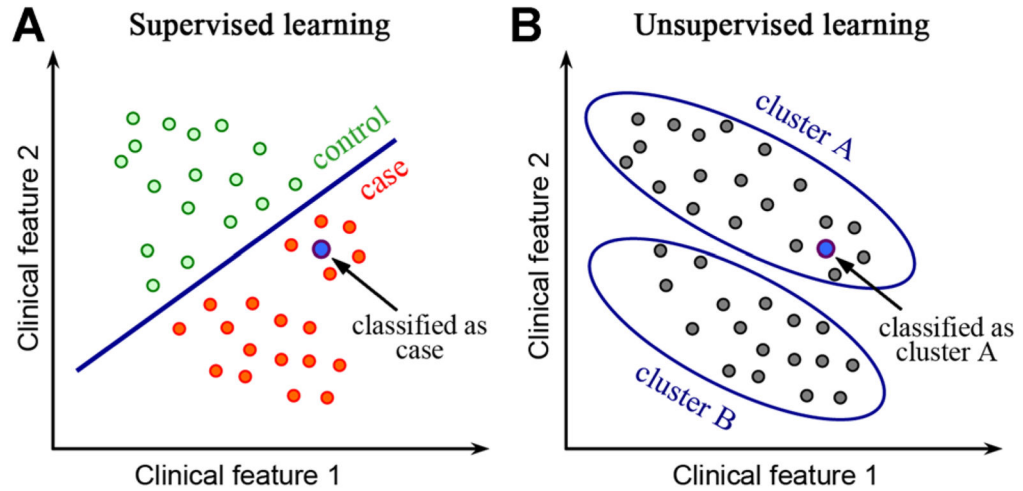 A
Supervised learning
Clinical feature 2
control
case
classified as
case
Clinical feature 1
B
Unsupervised learning
Clinical feature 2
cluster A
cluster B
classified as
cluster A
Clinical feature 1